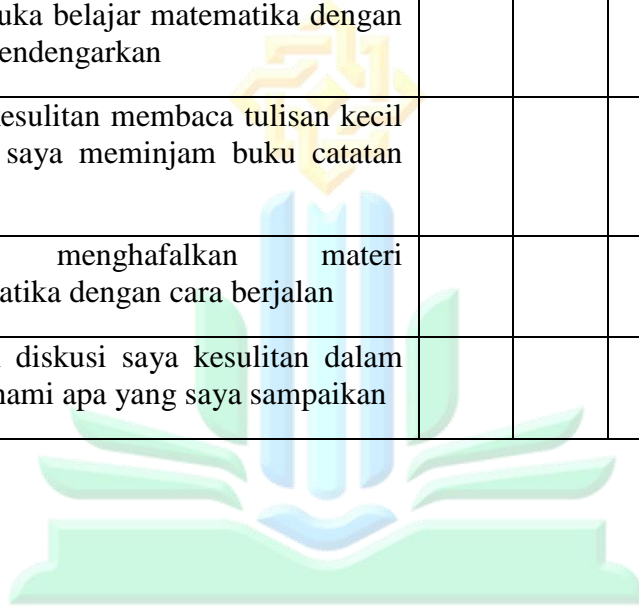 uka belajar matematika dengan
endengarkan
esulitan membaca tulisan kecil
saya meminjam buku catatan
menghafalkan materi
atika dengan cara berjalan
diskusi saya kesulitan dalam
nami apa yang saya sampaikan